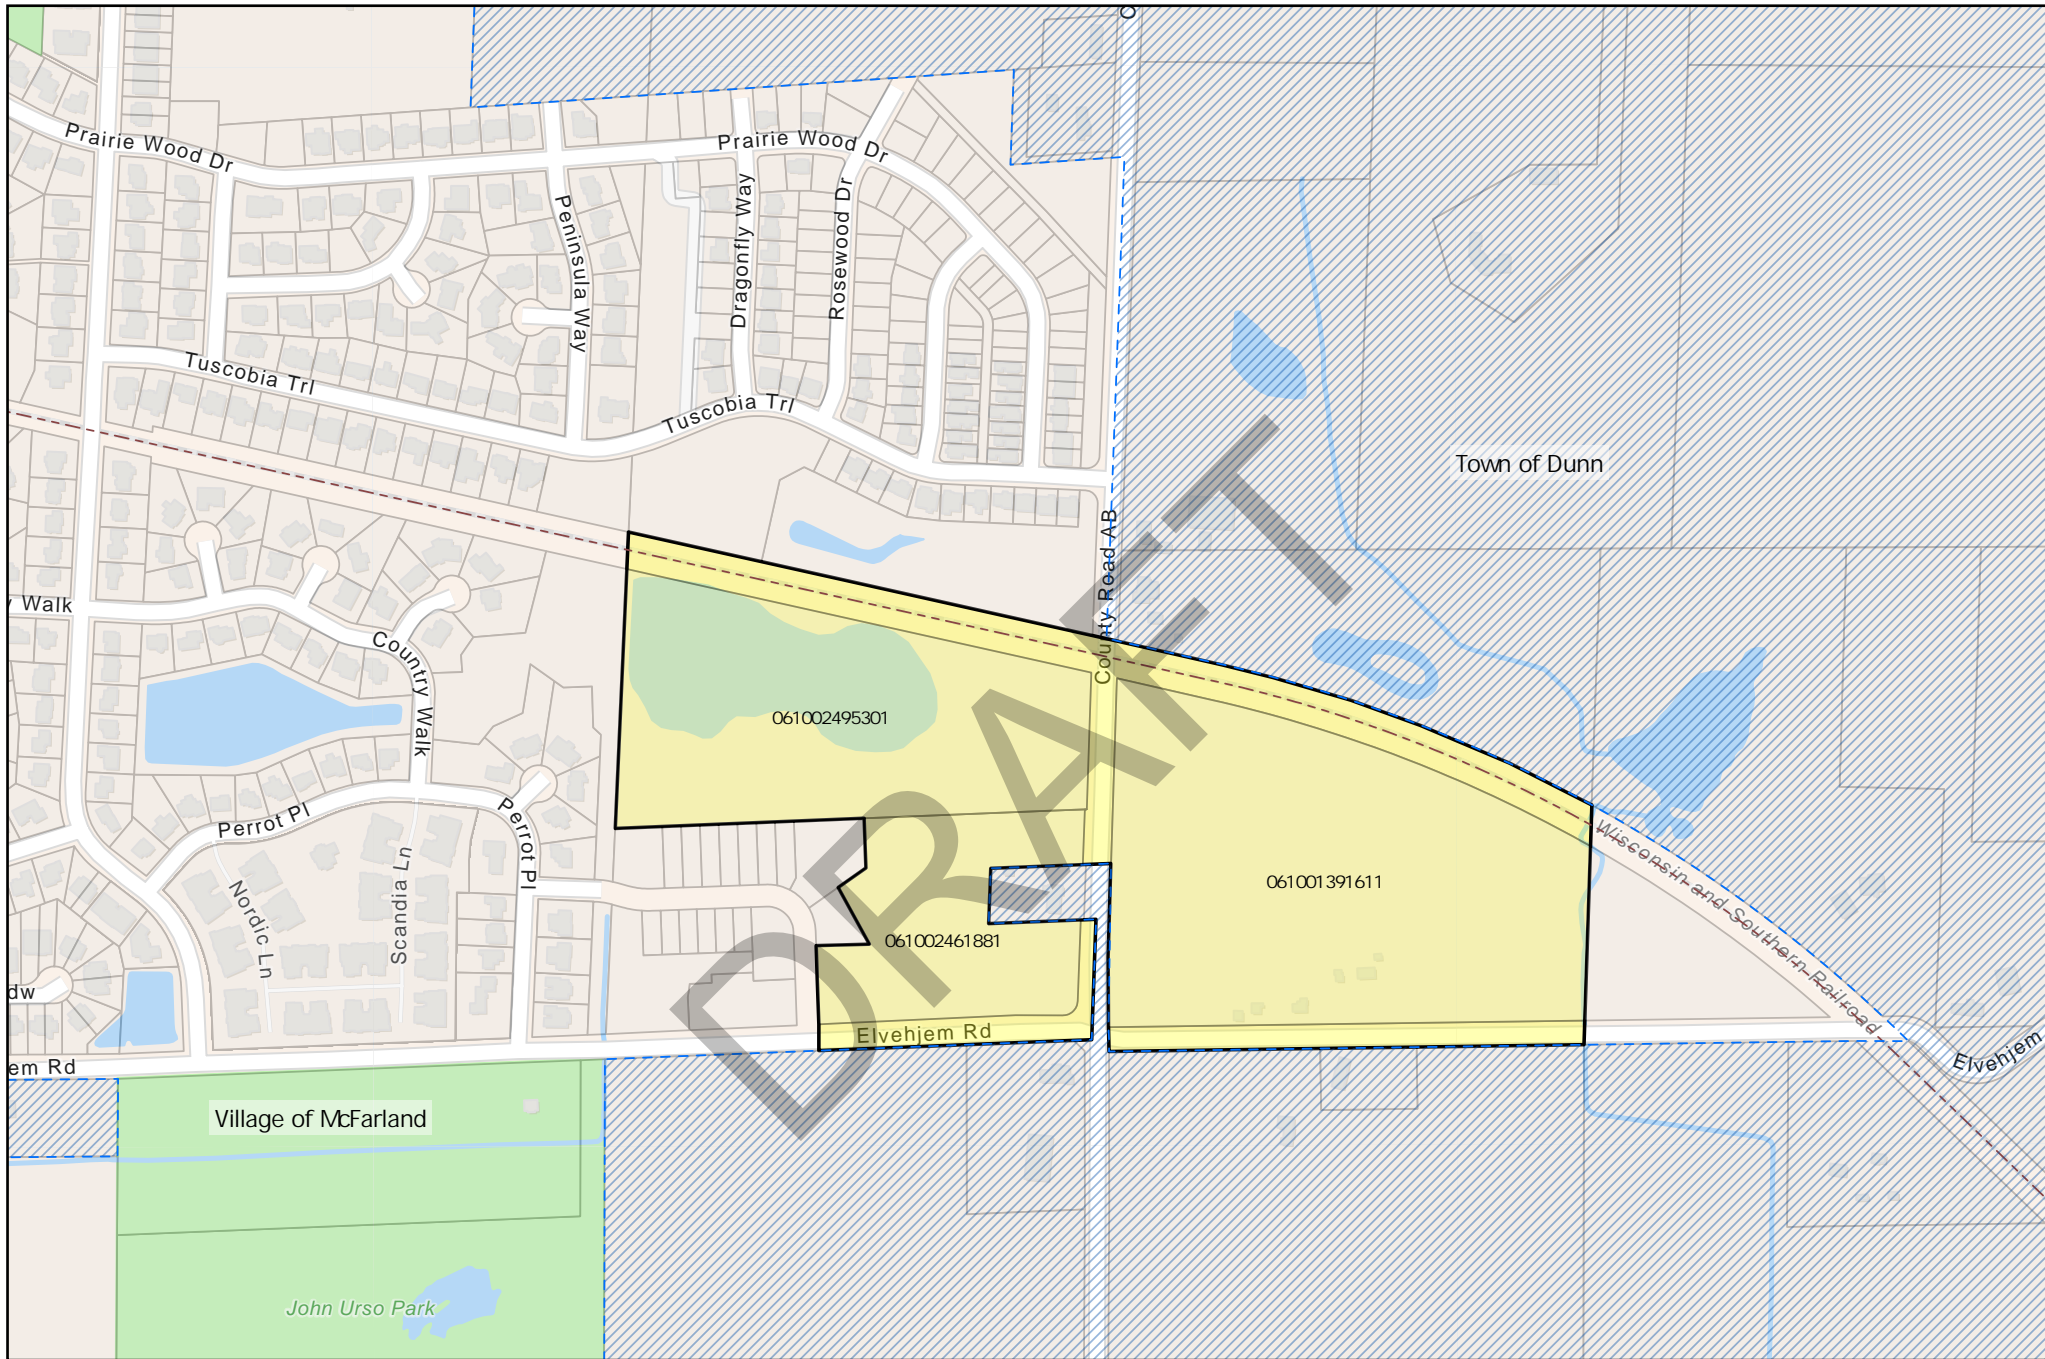 C
Prairie Wood Dr
Prairie Wood Dr
Peninsula Way
Dragonfly Way
Rosewood Dr
Tuscobia Trl
Tuscobia Trl
Town of Dunn
County Road AB
y Walk
Country Walk
061002495301
DRAFT
Perrot Pl
Perrot Pl
Nordic Ln
Scandia Ln
061001391611
061002461881
Wisconsin and Southern Railroad
dw
Elvehjem Rd
Elvehjem
em Rd
Village of McFarland
John Urso Park